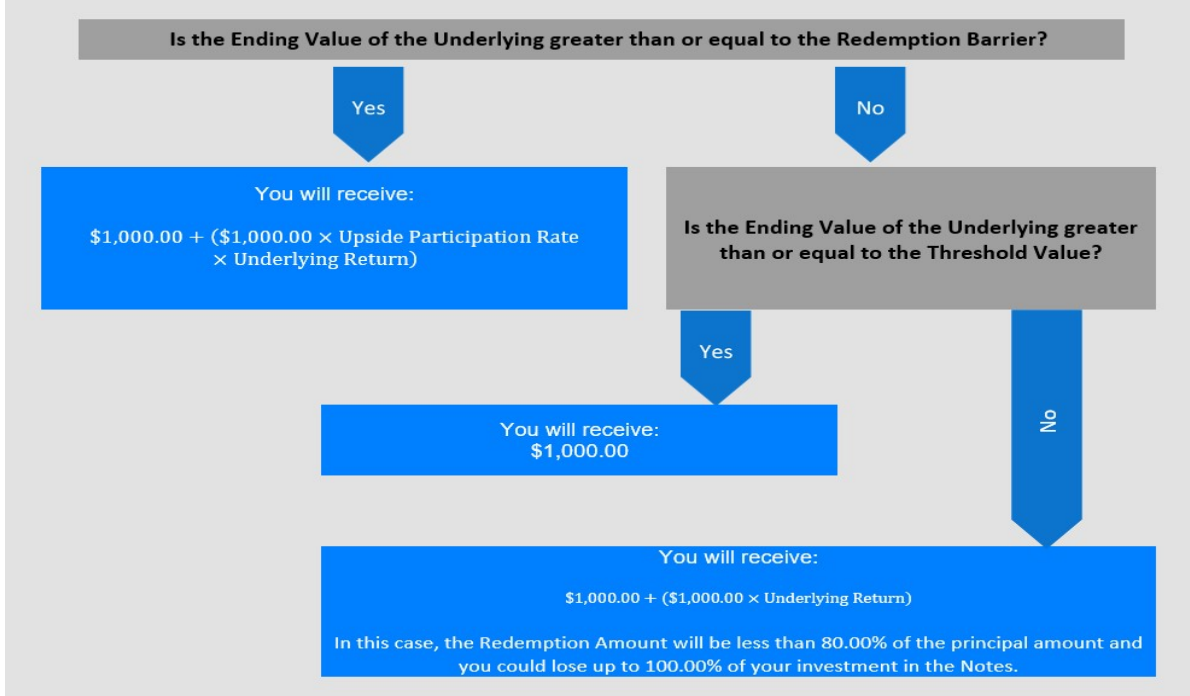 Is the Ending Value of the Underlying greater than or equal to the Redemption Barrier?
Yes
No
You will receive:
$1,000.00 + ($1,000.00 × Upside Participation Rate
× Underlying Return)
Is the Ending Value of the Underlying greater
than or equal to the Threshold Value?
Yes
No
You will receive:
$1,000.00
You will receive:
$1,000.00 + ($1,000.00 × Underlying Return)
In this case, the Redemption Amount will be less than 80.00% of the principal amount and
you could lose up to 100.00% of your investment in the Notes.